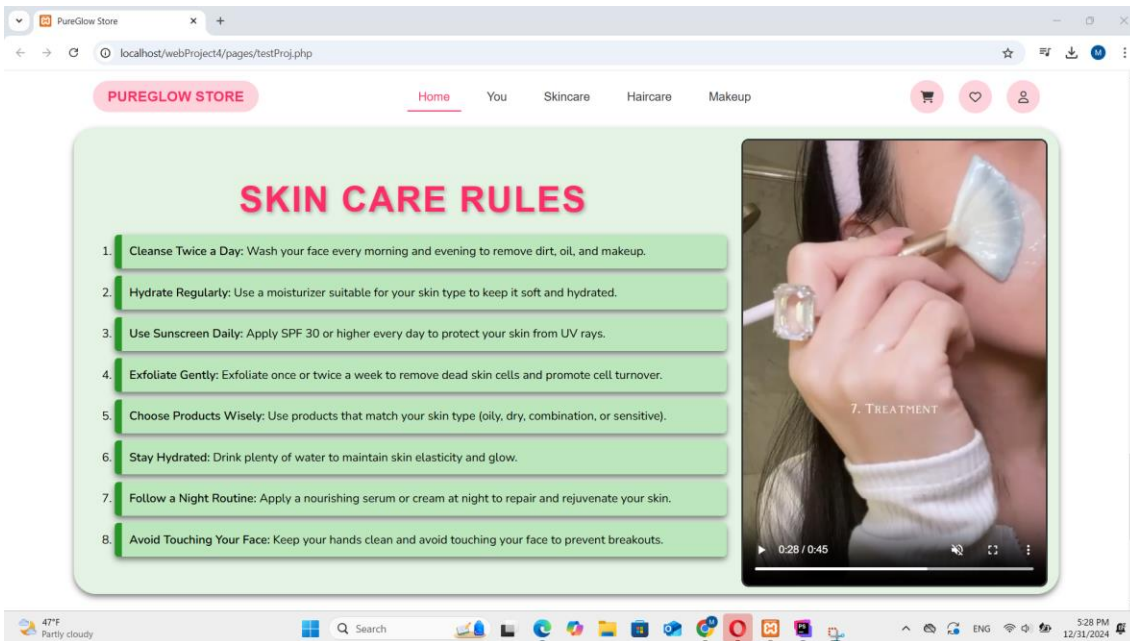 PureGlow Store
localhost/webProject4/pages/testProj.php
M
PUREGLOW STORE
Home You Skincare Haircare Makeup
SKIN CARE RULES
1. Cleanse Twice a Day: Wash your face every morning and evening to remove dirt, oil, and makeup.
2. Hydrate Regularly: Use a moisturizer suitable for your skin type to keep it soft and hydrated.
3. Use Sunscreen Daily: Apply SPF 30 or higher every day to protect your skin from UV rays.
4. Exfoliate Gently: Exfoliate once or twice a week to remove dead skin cells and promote cell turnover.
5. Choose Products Wisely: Use products that match your skin type (oily, dry, combination, or sensitive).
6. Stay Hydrated: Drink plenty of water to maintain skin elasticity and glow.
7. Follow a Night Routine: Apply a nourishing serum or cream at night to repair and rejuvenate your skin.
8. Avoid Touching Your Face: Keep your hands clean and avoid touching your face to prevent breakouts.
7. TREATMENT
0:28 / 0:45
47°F
Partly cloudy
Search
ENG
5:28 PM
12/31/2024